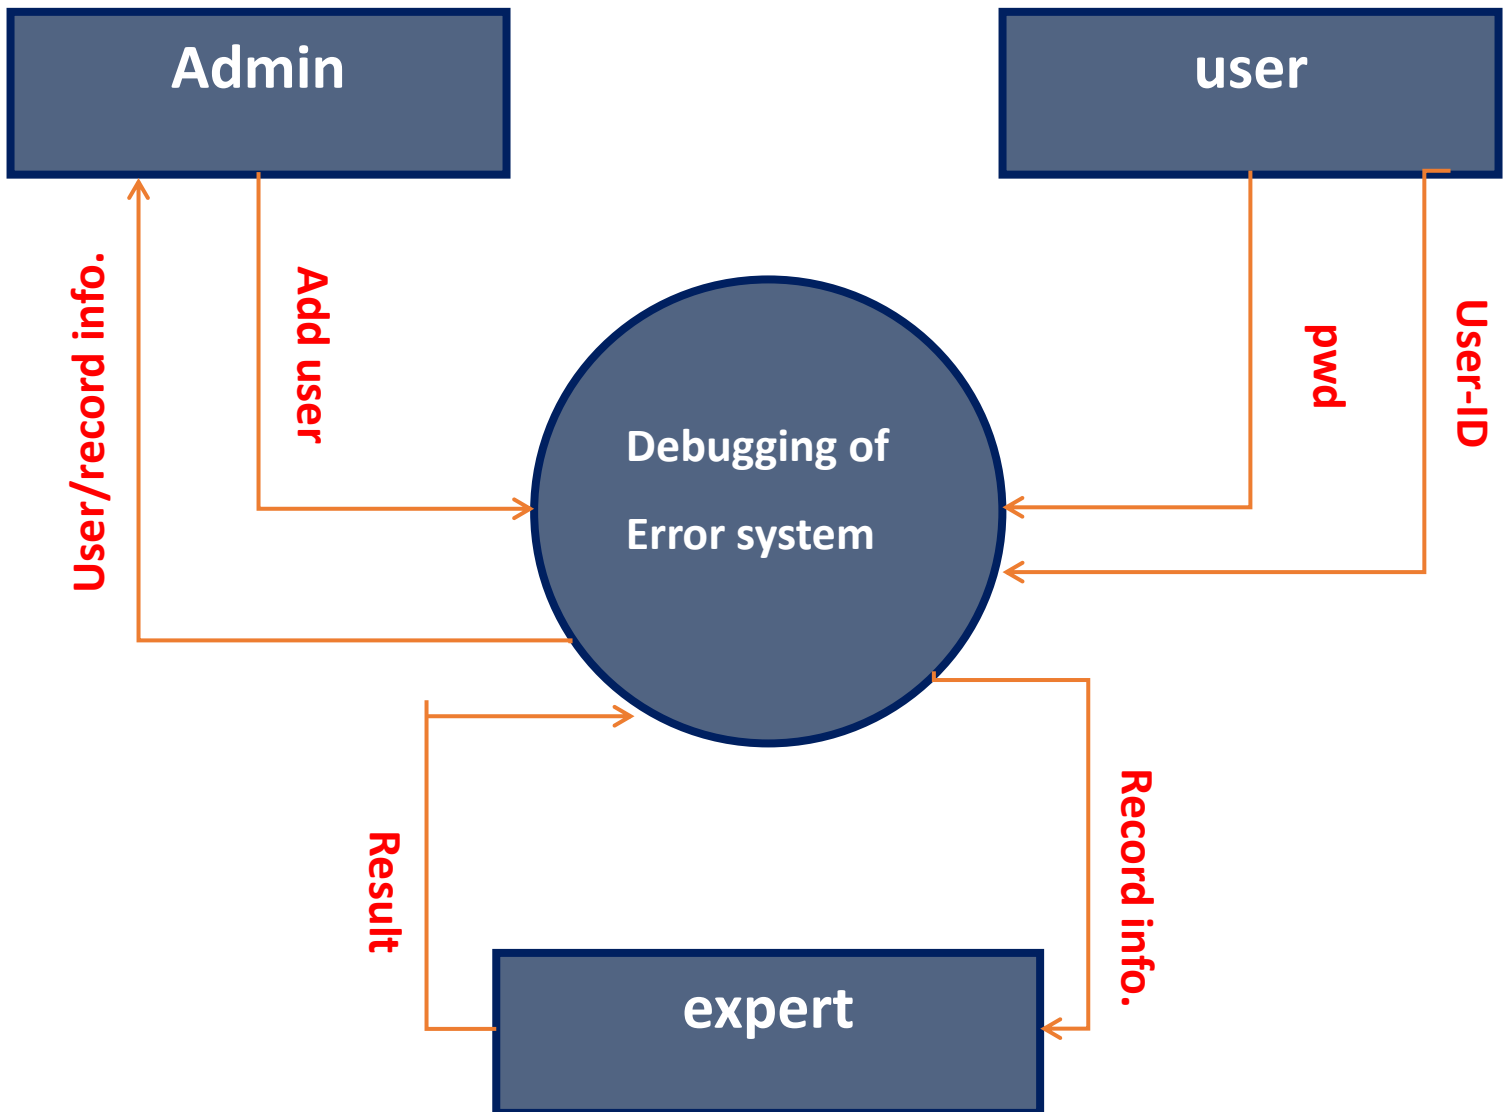 Admin
user
User/record info.
Add user
pwd
User-ID
Debugging of
Error system
Result
Record info.
expert